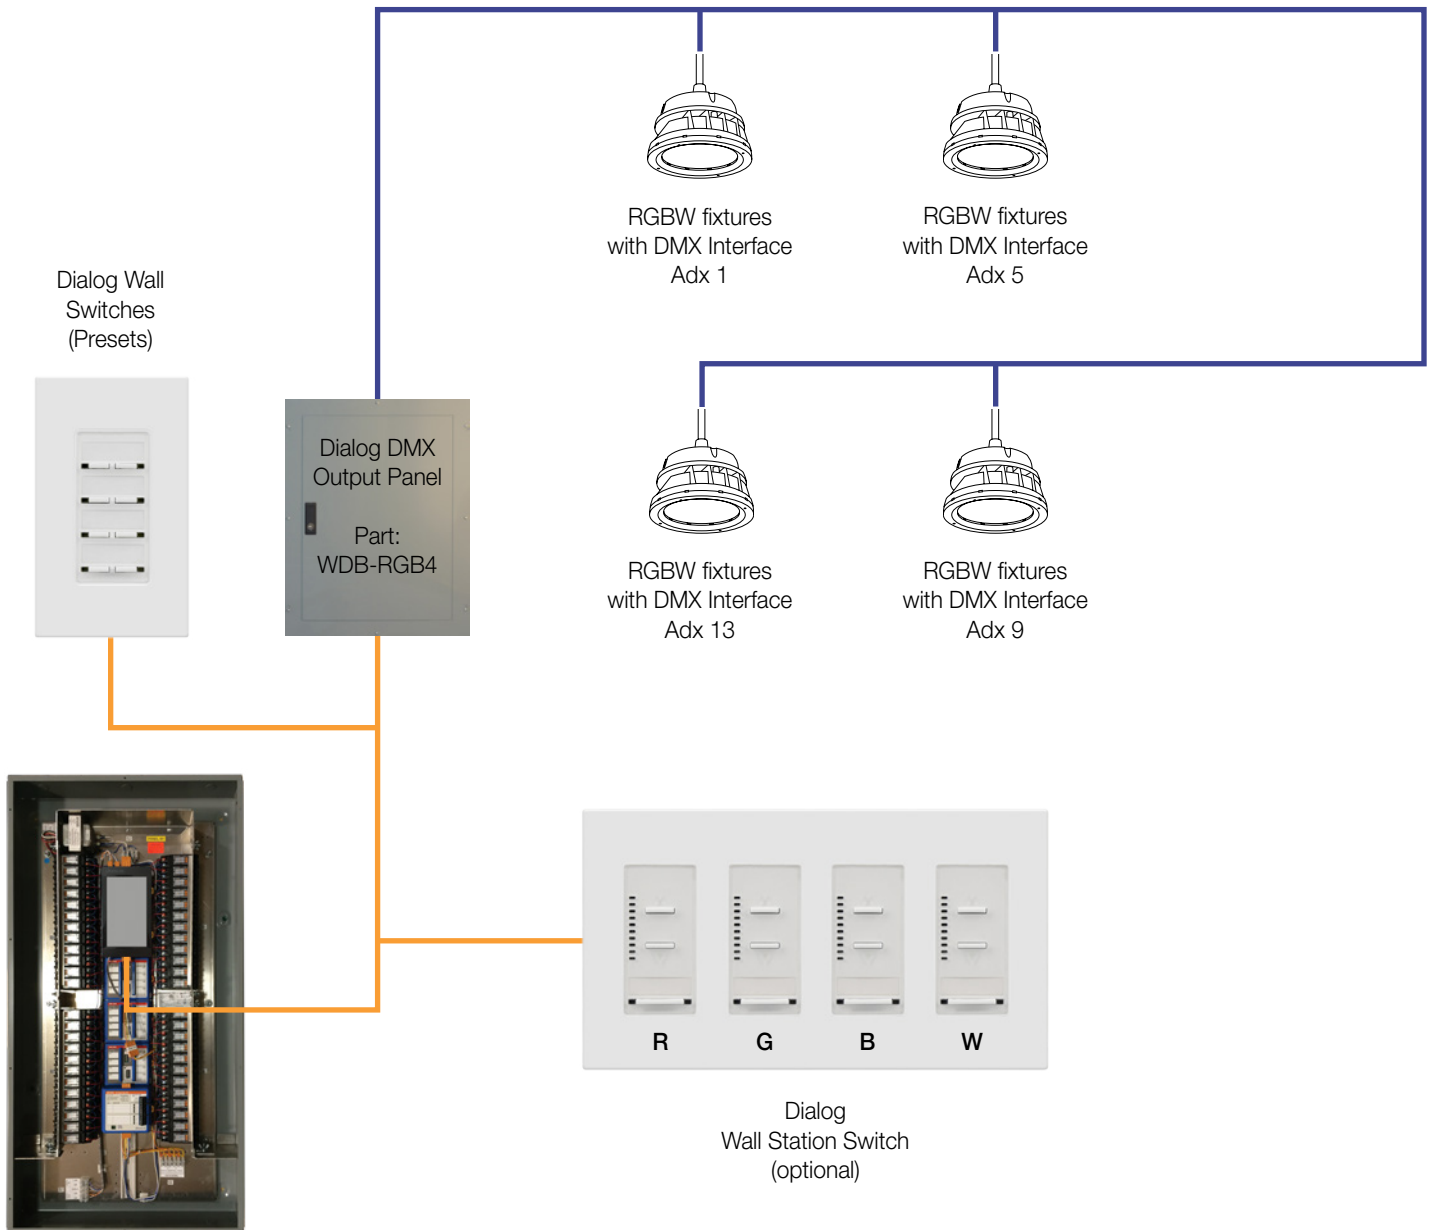 RGBW fixtures
with DMX Interface
Adx 1
RGBW fixtures
with DMX Interface
Adx 5
Dialog Wall
Switches
(Presets)
Dialog DMX
Output Panel
Part:
WDB-RGB4
RGBW fixtures
with DMX Interface
Adx 13
RGBW fixtures
with DMX Interface
Adx 9
R
G
B
W
Dialog
Wall Station Switch
(optional)